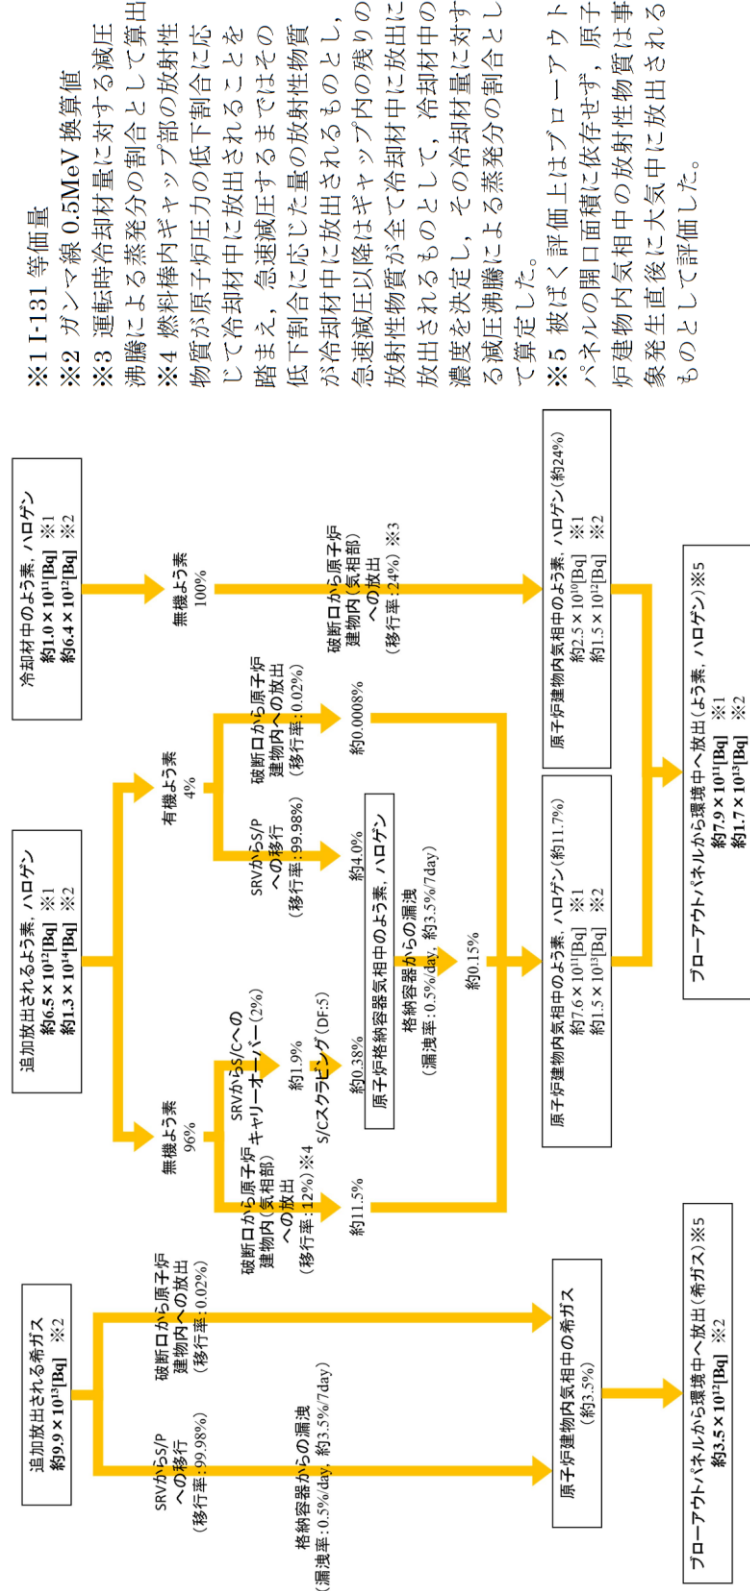 追加放出される希ガス
約9.9×10¹³[Bq] ※2
SRVからS/P
への移行
(移行率:99.98%)
破断口から原子炉
建物内への放出
(移行率:0.02%)
格納容器からの漏洩
(漏洩率:0.5%/day, 約3.5%/7day)
原子炉建物内気相中の希ガス
(約3.5%)
ブローアウトパネルから環境中へ放出(希ガス)※5
約3.5×10¹²[Bq] ※2
追加放出されるよう素, ハロゲン
約6.5×10¹²[Bq] ※1
約1.3×10¹⁴[Bq] ※2
無機よう素
96%
有機よう素
4%
破断口から原子炉
建物内(気相部)
への放出
(移行率:12%)※4
SRVからS/Cへの
キャリーオーバー(2%)
約1.9%
S/Cスクラビング(DF:5)
SRVからS/P
への移行
(移行率:99.98%)
破断口から原子炉
建物内への放出
(移行率:0.02%)
約11.5%
約0.38%
約4.0%
約0.0008%
原子炉格納容器気相中のよう素, ハロゲン
格納容器からの漏洩
(漏洩率:0.5%/day, 約3.5%/7day)
約0.15%
原子炉建物内気相中のよう素, ハロゲン(約11.7%)
約7.6×10¹¹[Bq] ※1
約1.5×10¹³[Bq] ※2
冷却材中のよう素, ハロゲン
約1.0×10¹¹[Bq] ※1
約6.4×10¹²[Bq] ※2
無機よう素
100%
破断口から原子炉
建物内(気相部)
への放出
(移行率:24%)※3
原子炉建物内気相中のよう素, ハロゲン(約24%)
約2.5×10¹⁰[Bq] ※1
約1.5×10¹²[Bq] ※2
ブローアウトパネルから環境中へ放出(よう素, ハロゲン)※5
約7.9×10¹¹[Bq] ※1
約1.7×10¹³[Bq] ※2
※1 I-131 等価量
※2 ガンマ線 0.5MeV 換算値
※3 運転時冷却材量に対する減圧
沸騰による蒸発分の割合として算出
※4 燃料棒内ギャップ部の放射性
物質が原子炉圧力の低下割合に応
じて冷却材中に放出されることを
踏まえ，急速減圧するまではその
低下割合に応じた量の放射性物質
が冷却材中に放出されるものとし，
急速減圧以降はギャップ内の残りの
放射性物質が全て冷却材中に放出に
放出されるものとして，冷却材中の
濃度を決定し，その冷却材量に対す
る減圧沸騰による蒸発分の割合とし
て算定した。
※5 被ばく評価上はブローアウト
パネルの開口面積に依存せず，原子
炉建物内気相中の放射性物質は事
象発生直後に大気中に放出される
ものとして評価した。